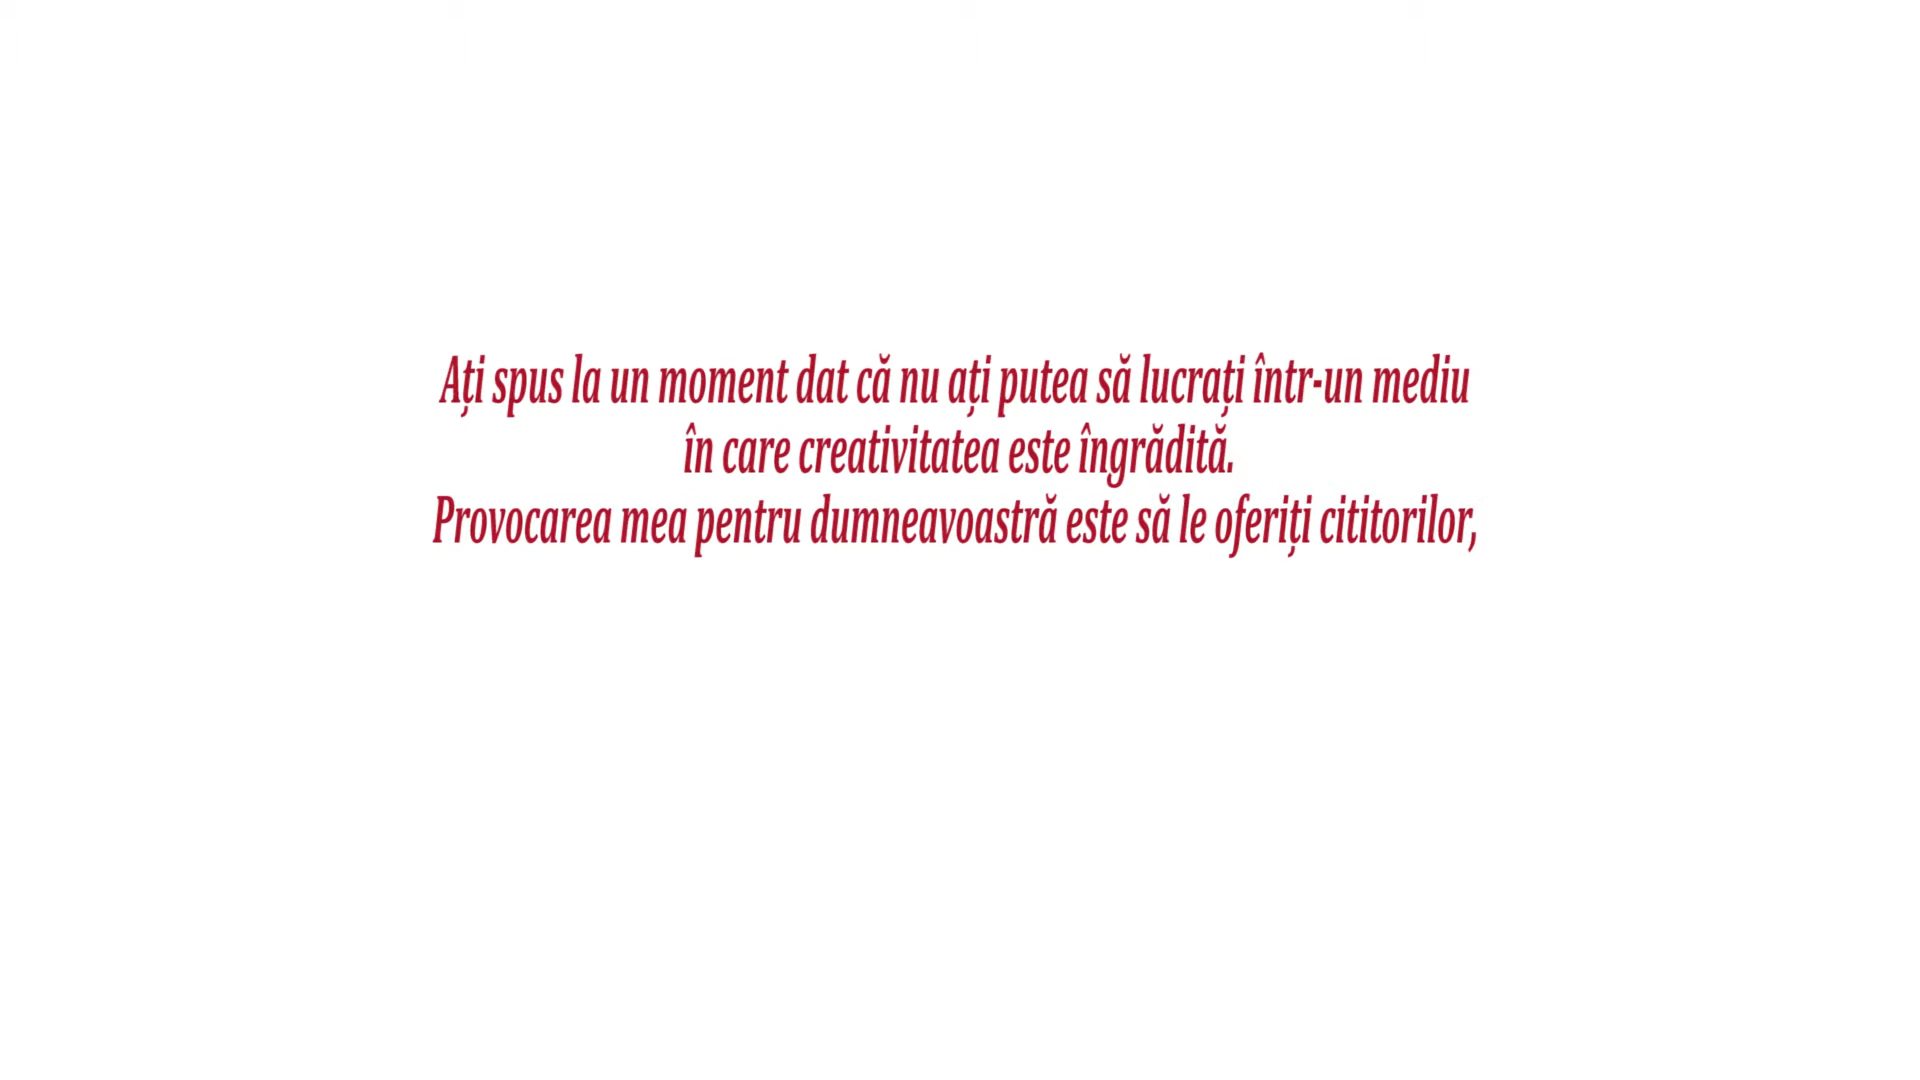 Ați spus la un moment dat că nu ați putea să lucrați într-un mediu
în care creativitatea este îngrădită.
Provocarea mea pentru dumneavoastră este să le oferiți cititorilor,